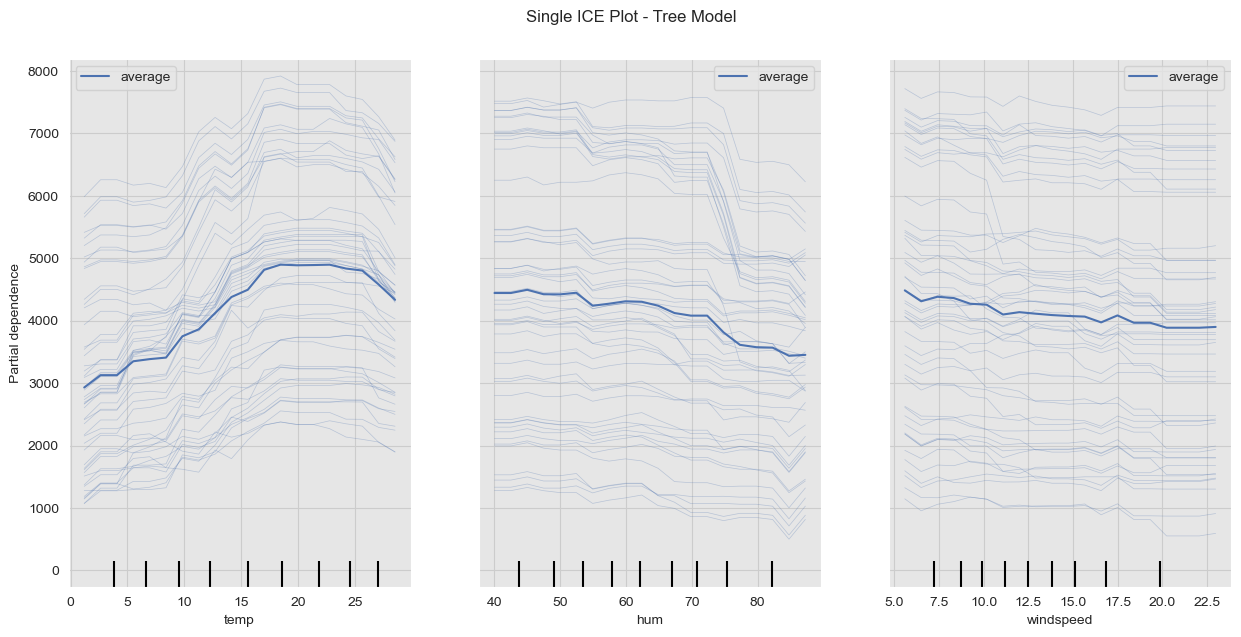 Single ICE Plot - Tree Model
average
average
average
8000
7000
6000
5000
4000
3000
2000
1000
0
Partial dependence
0 5 10 15 20 25
40 50 60 70 80
5.0 7.5 10.0 12.5 15.0 17.5 20.0 22.5
temp
hum
windspeed